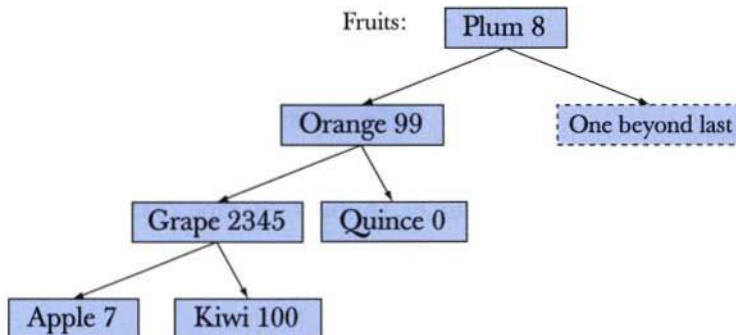 Fruits:
Plum 8
Orange 99
One beyond last
Grape 2345
Quince 0
Apple 7
Kiwi 100